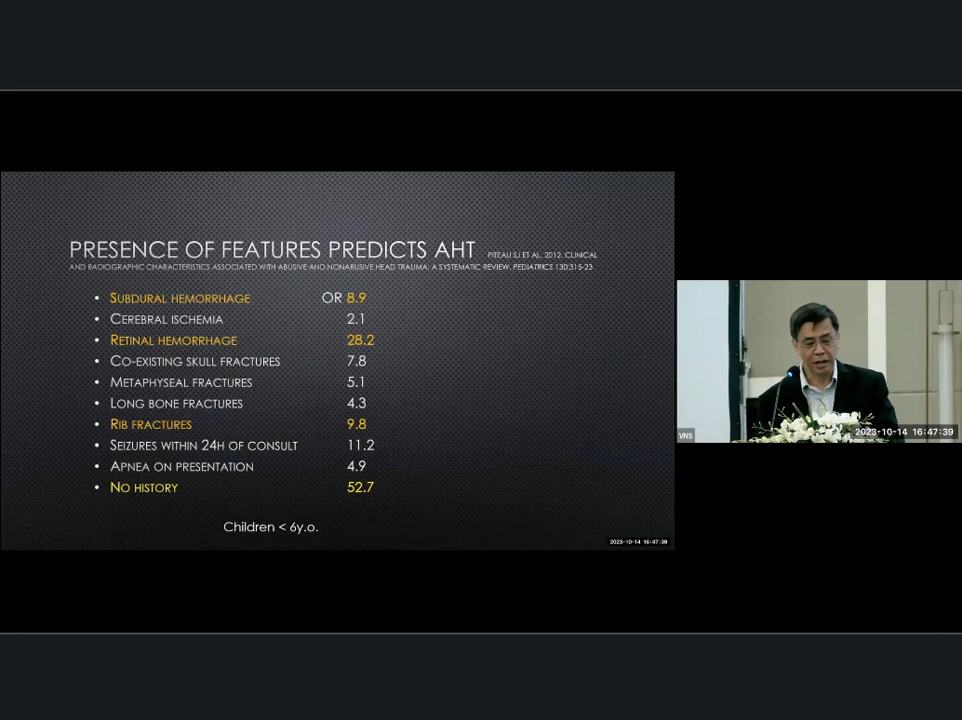 PRESENCE OF FEATURES PREDICTS AHT PITEAU SJ ET AL. 2012. CLINICAL
AND RADIOGRAPHIC CHARACTERISTICS ASSOCIATED WITH ABUSIVE AND NONABUSIVE HEAD TRAUMA: A SYSTEMATIC REVIEW. PEDIATRICS 130:315-23
• SUBDURAL HEMORRHAGE OR 8.9
• CEREBRAL ISCHEMIA 2.1
• RETINAL HEMORRHAGE 28.2
• CO-EXISTING SKULL FRACTURES 7.8
• METAPHYSEAL FRACTURES 5.1
• LONG BONE FRACTURES 4.3
• RIB FRACTURES 9.8
• SEIZURES WITHIN 24H OF CONSULT 11.2
• APNEA ON PRESENTATION 4.9
• NO HISTORY 52.7
Children < 6y.o.
2023-10-14 16:47:39
VNS
2023-10-14 16:47:39